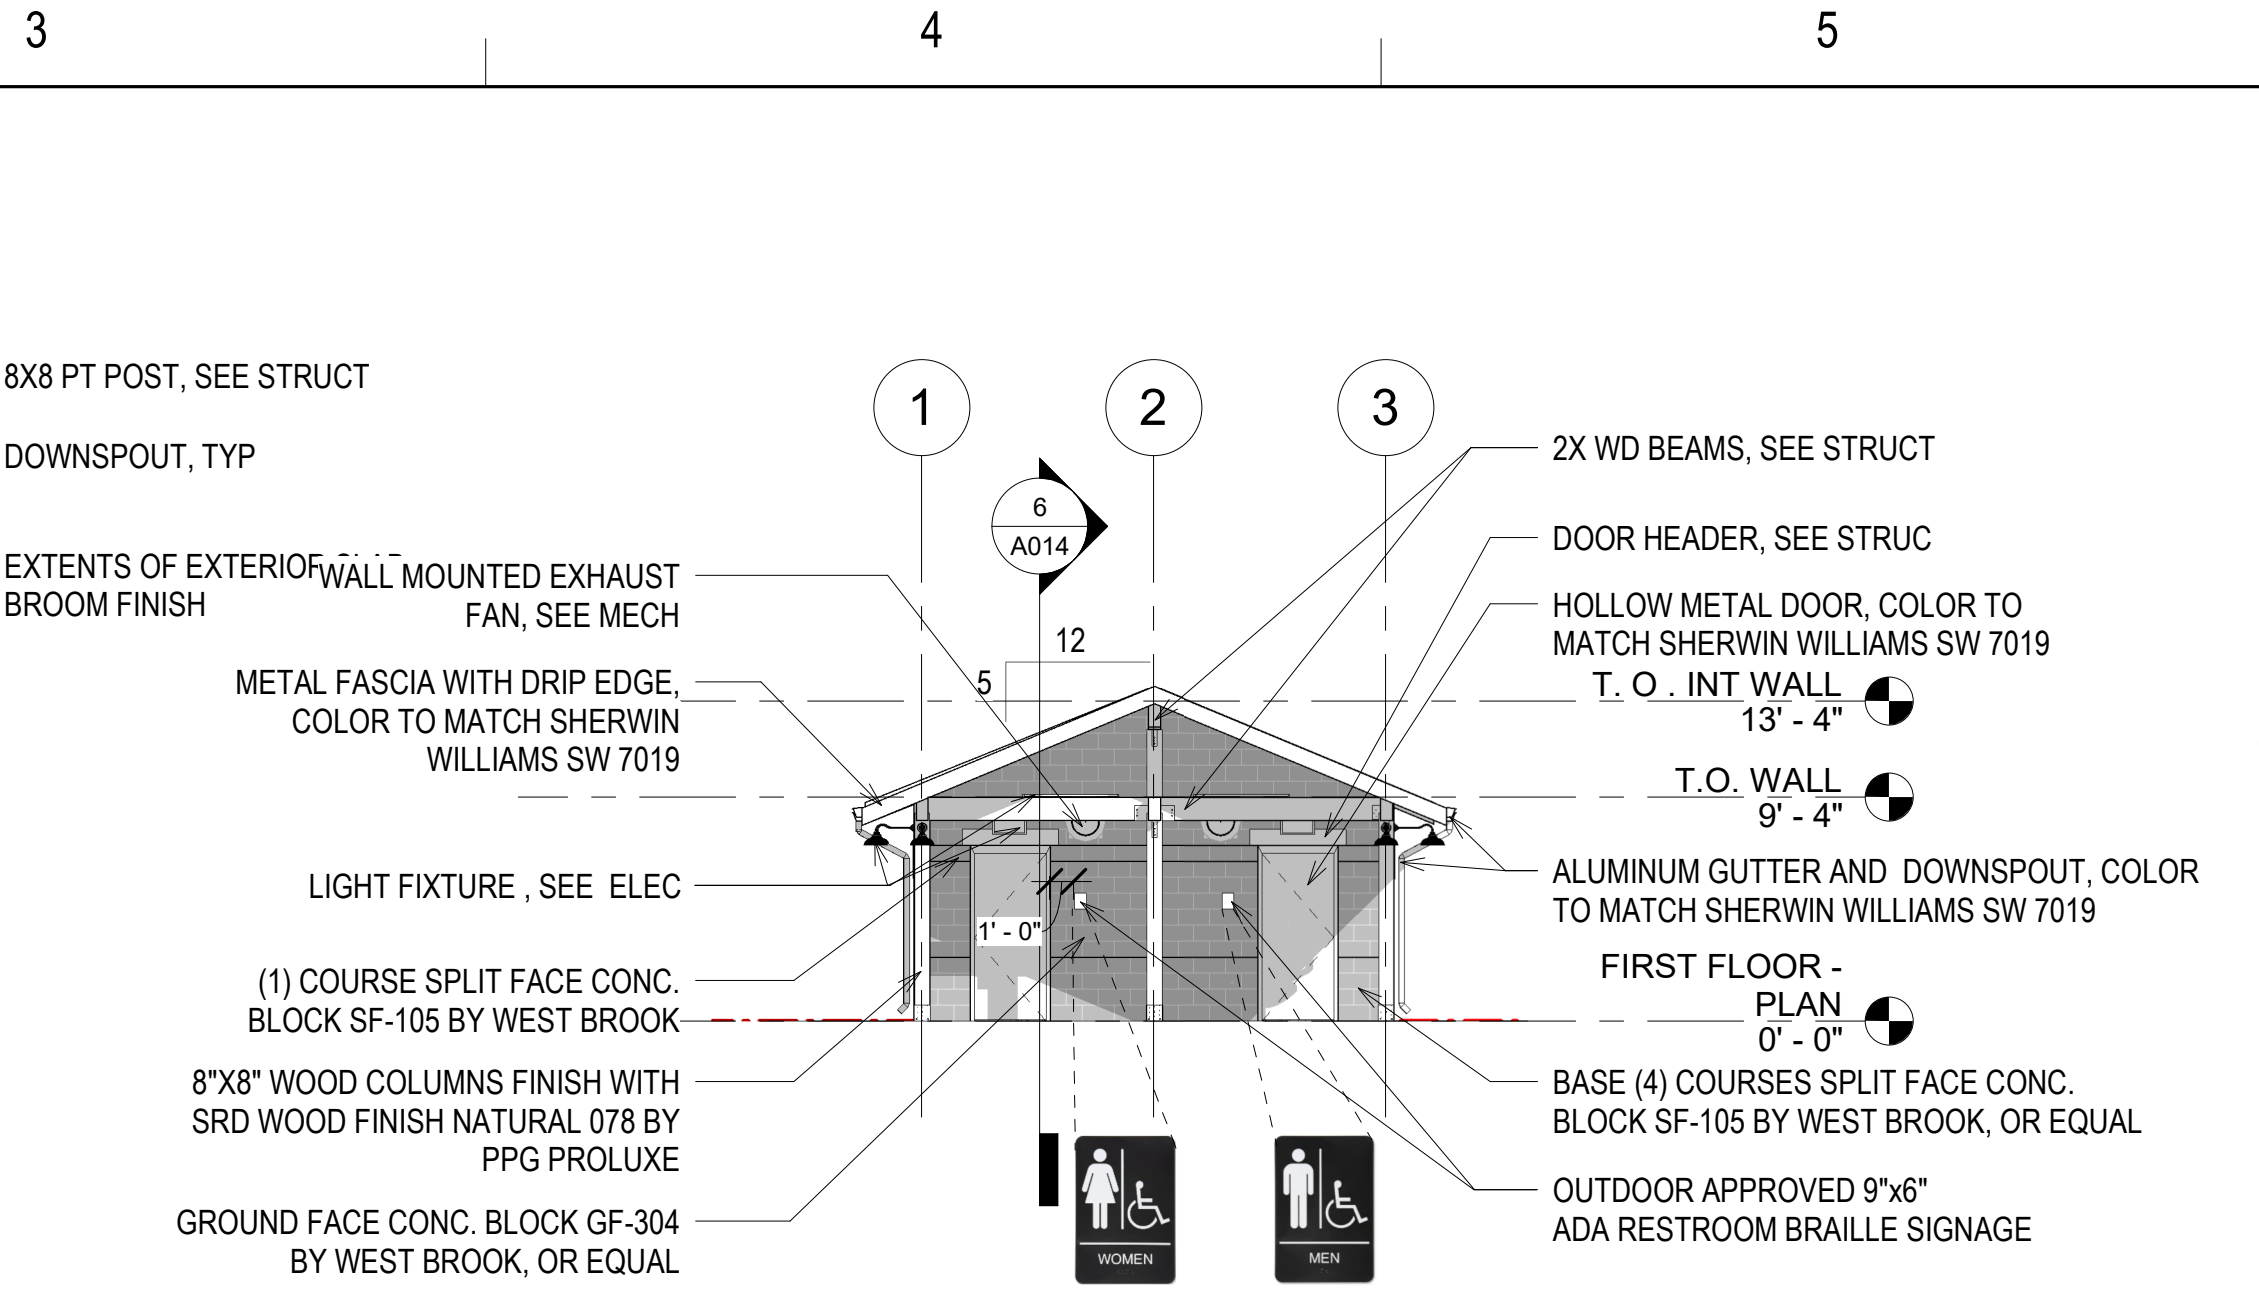 3
4
5
8X8 PT POST, SEE STRUCT
DOWNSPOUT, TYP
EXTENTS OF EXTERIOR
BROOM FINISH
1
2
3
6
A014
WALL MOUNTED EXHAUST
FAN, SEE MECH
12
5
METAL FASCIA WITH DRIP EDGE,
COLOR TO MATCH SHERWIN
WILLIAMS SW 7019
LIGHT FIXTURE , SEE ELEC
1' - 0"
(1) COURSE SPLIT FACE CONC.
BLOCK SF-105 BY WEST BROOK
8"X8" WOOD COLUMNS FINISH WITH
SRD WOOD FINISH NATURAL 078 BY
PPG PROLUXE
GROUND FACE CONC. BLOCK GF-304
BY WEST BROOK, OR EQUAL
WOMEN
MEN
2X WD BEAMS, SEE STRUCT
DOOR HEADER, SEE STRUC
HOLLOW METAL DOOR, COLOR TO
MATCH SHERWIN WILLIAMS SW 7019
T. O . INT WALL
13' - 4"
T.O. WALL
9' - 4"
ALUMINUM GUTTER AND DOWNSPOUT, COLOR
TO MATCH SHERWIN WILLIAMS SW 7019
FIRST FLOOR -
PLAN
0' - 0"
BASE (4) COURSES SPLIT FACE CONC.
BLOCK SF-105 BY WEST BROOK, OR EQUAL
OUTDOOR APPROVED 9"x6"
ADA RESTROOM BRAILLE SIGNAGE